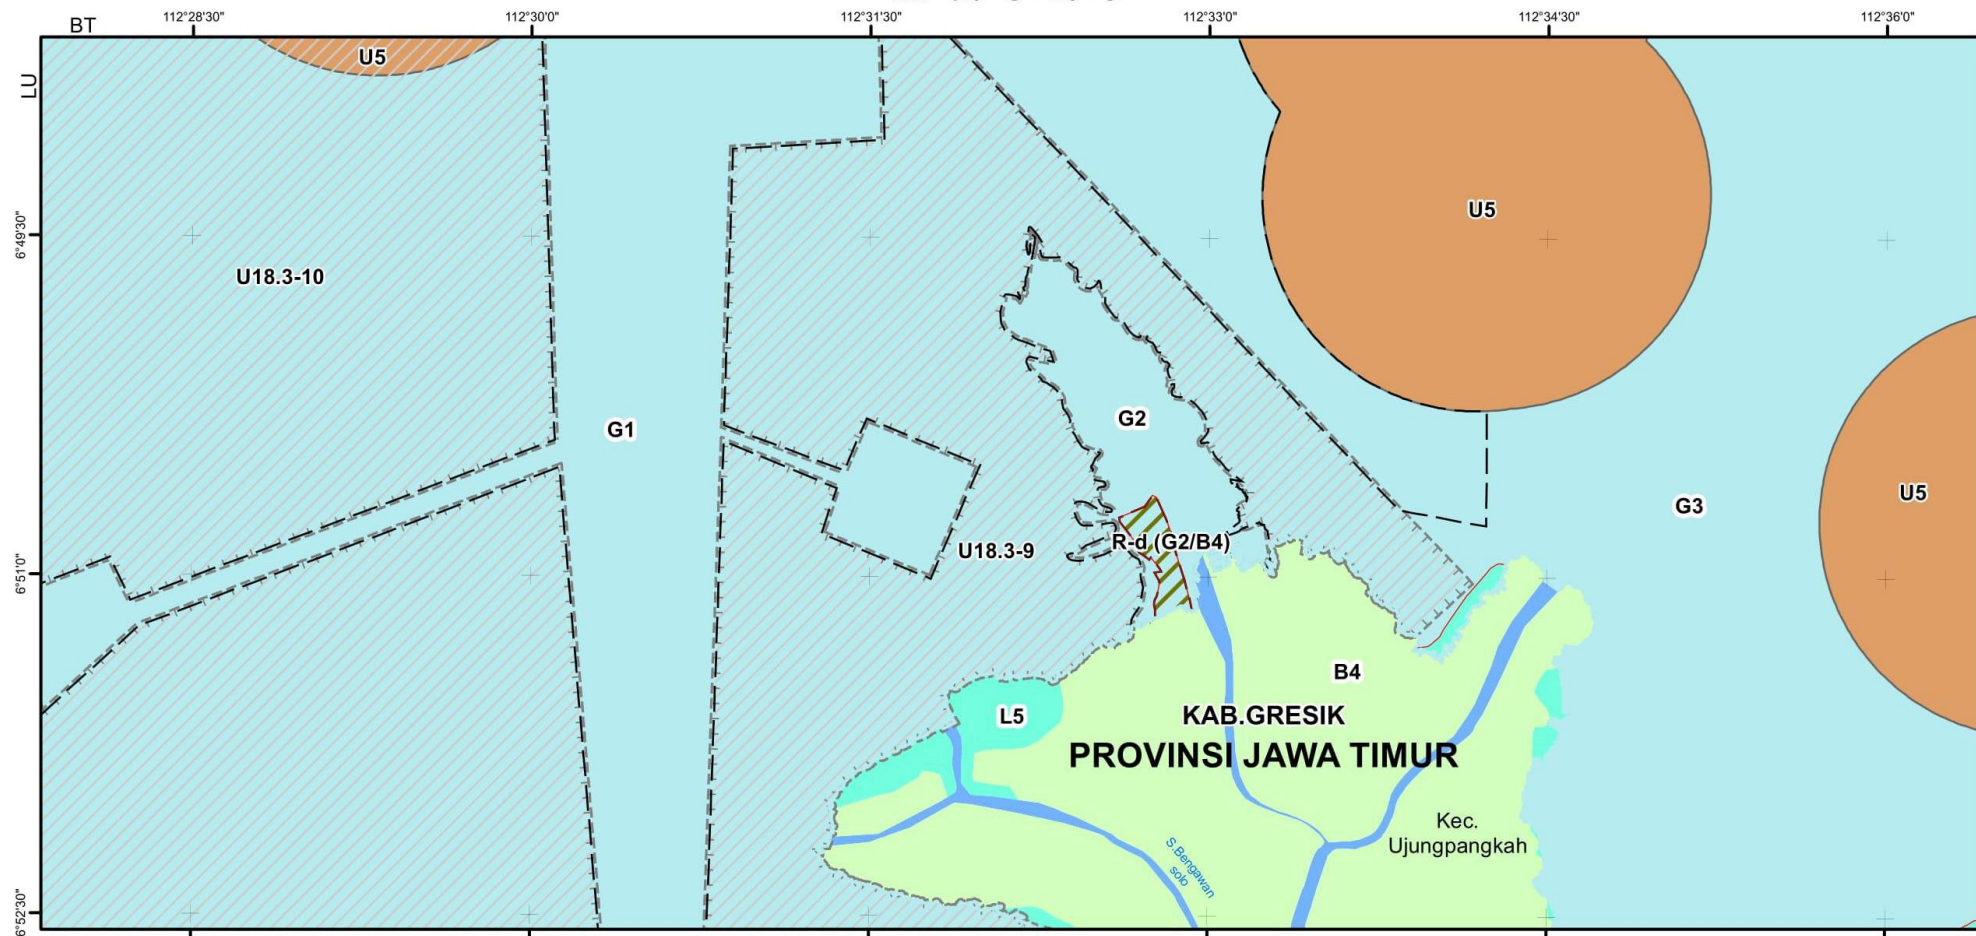 BT
112°28'30"
112°30'0"
112°31'30"
112°33'0"
112°34'30"
112°36'0"
LU
U5
U5
6°49'30"
U18.3-10
G2
G1
U5
G3
R-d (G2/B4)
U18.3-9
6°51'0"
B4
L5
KAB.GRESIK
PROVINSI JAWA TIMUR
Kec.
Ujungpangkah
S.Bengawan
solo
6°52'30"